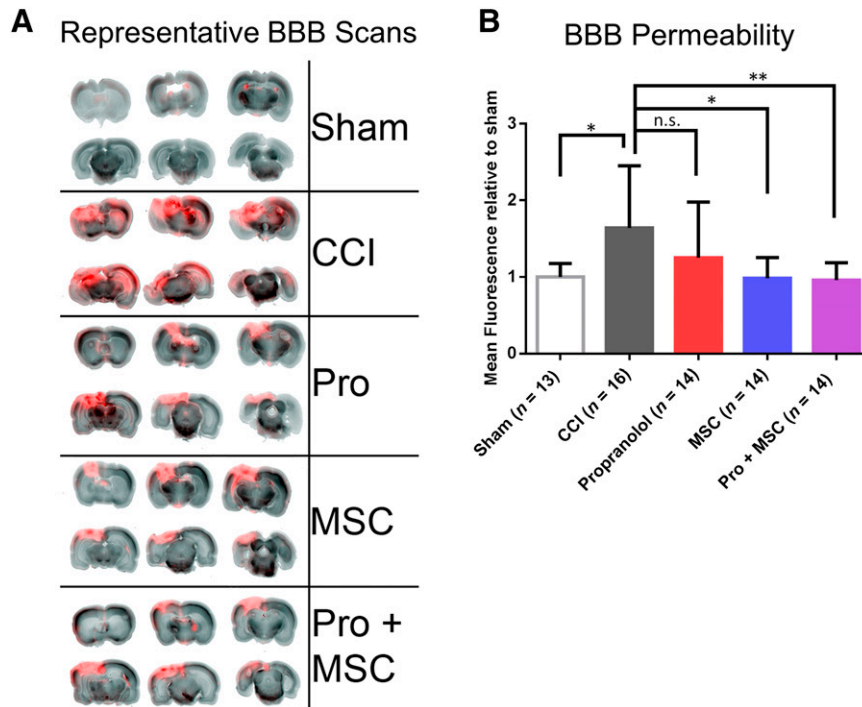 A
Representative BBB Scans
Sham
CCI
Pro
MSC
Pro +
MSC
B
BBB Permeability
**
*
n.s.
*
Mean Fluorescence relative to sham
3
2
1
0
Sham (n = 13)
CCI (n = 16)
Propranolol (n = 14)
MSC (n = 14)
Pro + MSC (n = 14)